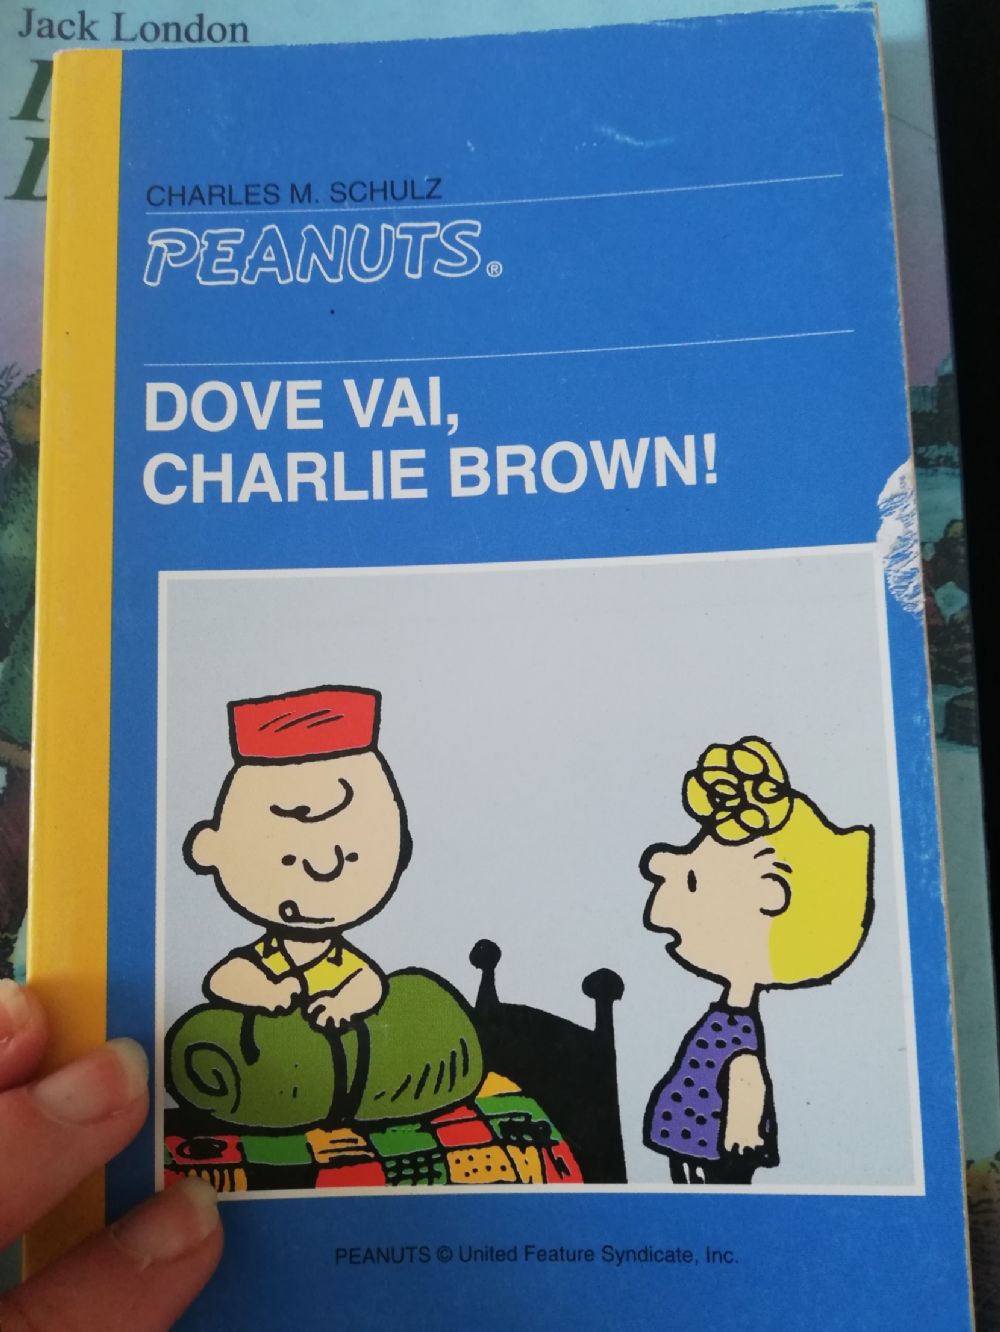 Jack London
CHARLES M. SCHULZ
PEANUTS®
DOVE VAI,
CHARLIE BROWN!
PEANUTS © United Feature Syndicate, Inc.